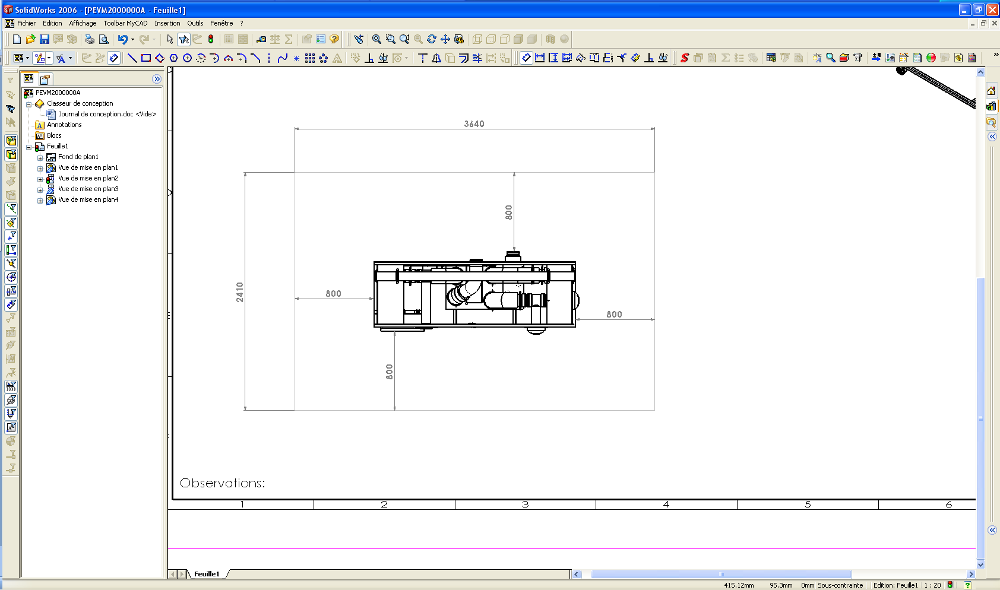 SolidWorks 2006 - [PEVM2000000A - Feuille1]
Fichier Edition Affichage Toolbar MyCAD Insertion Outils Fenêtre ?
PEVM2000000A
Classeur de conception
Journal de conception.doc <Vide>
Annotations
Blocs
Feuille1
Fond de plan1
Vue de mise en plan1
Vue de mise en plan2
Vue de mise en plan3
Vue de mise en plan4
3640
800
2410
800
800
800
Observations:
1 2 3 4 5 6
Feuille1
415.12mm 95.3mm 0mm Sous-contrainte Edition: Feuille1 1 : 20